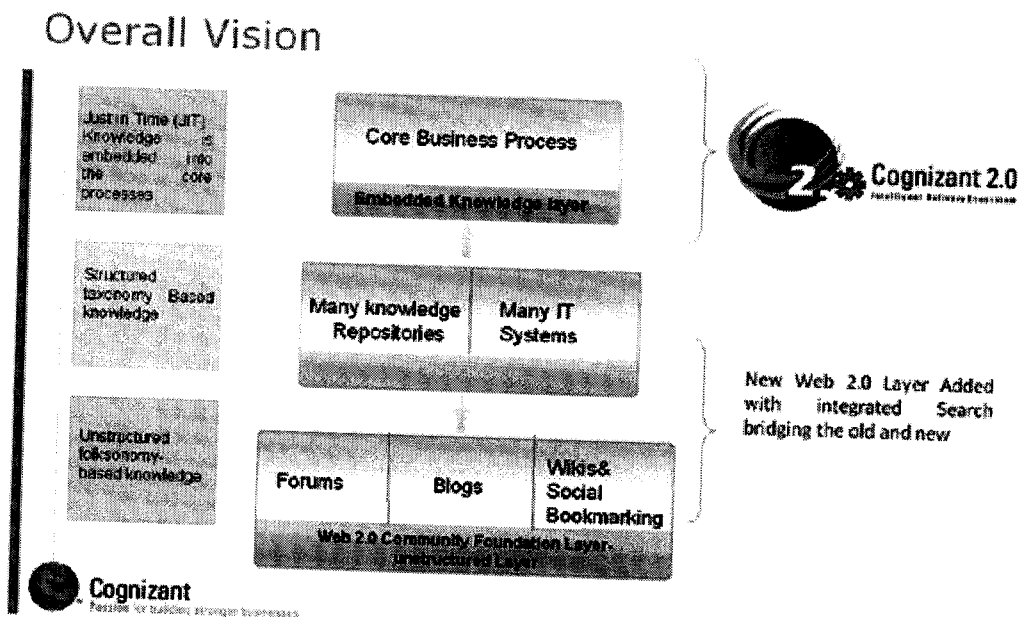 Overall Vision
Just in Time (JIT)
Knowledge is
embedded into
the core
processes
Core Business Process
Embedded Knowledge layer
Cognizant 2.0
Structured
taxonomy Based
knowledge
Many knowledge
Repositories
Many IT
Systems
New Web 2.0 Layer Added
with integrated Search
bridging the old and new
Unstructured
folksonomy-
based knowledge
Forums
Blogs
Wikis&
Social
Bookmarking
Web 2.0 Community Foundation Layer-
unstructured Layer
Cognizant
Passion for building stronger businesses